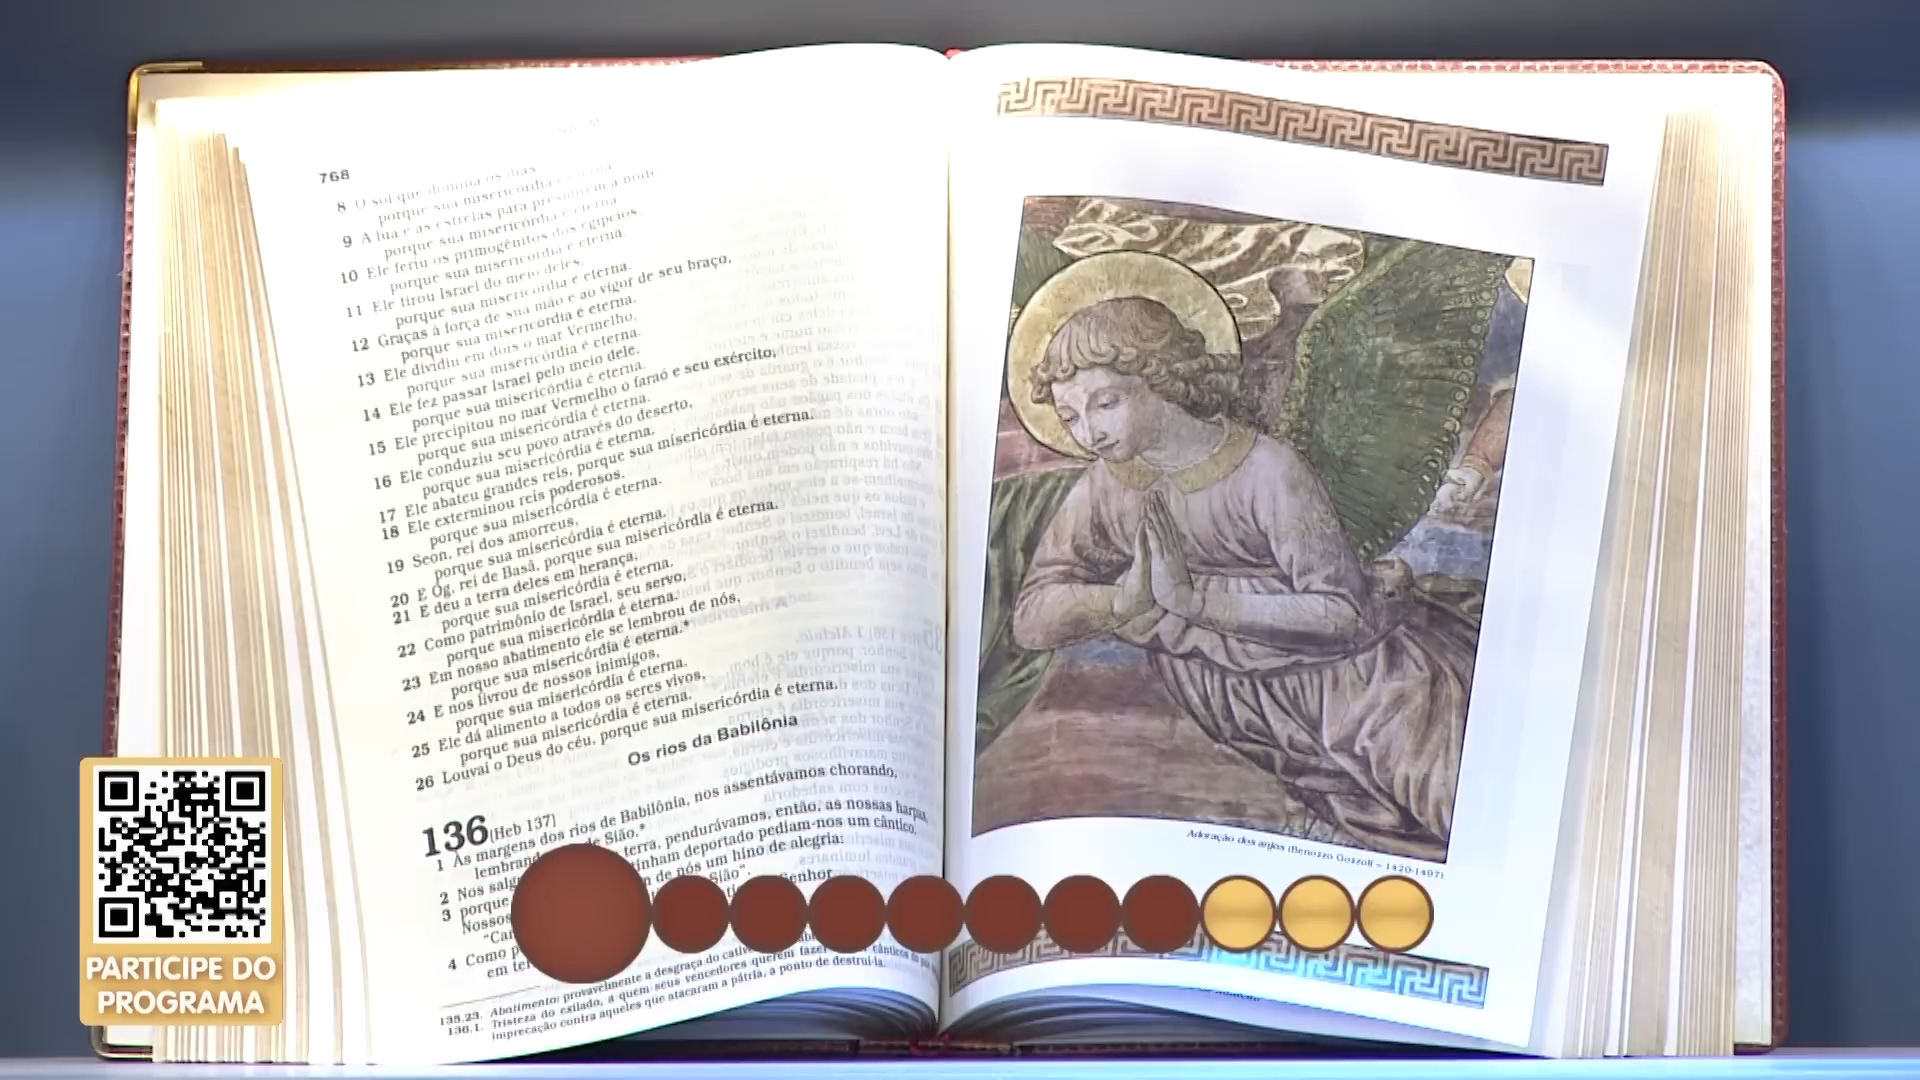 768
8 O sol que domina os dias,
porque sua misericórdia é eterna.
9 A lua e as estrelas para presidirem à noite
porque sua misericórdia é eterna
10 Ele feriu os primogênitos dos egípcios,
porque sua misericórdia é eterna.
11 Ele tirou Israel do meio deles,
porque sua misericórdia é eterna.
12 Graças à força de sua mão e ao vigor de seu braço,
porque sua misericórdia é eterna.
13 Ele dividiu em dois o mar Vermelho,
porque sua misericórdia é eterna.
14 Ele fez passar Israel pelo meio dele.
porque sua misericórdia é eterna.
15 Ele precipitou no mar Vermelho o faraó e seu exército,
porque sua misericórdia é eterna.
16 Ele conduziu seu povo através do deserto,
porque sua misericórdia é eterna.
17 Ele abateu grandes reis, porque sua misericórdia é eterna.
18 Ele exterminou reis poderosos,
porque sua misericórdia é eterna.
19 Seon, rei dos amorreus,
porque sua misericórdia é eterna.
20 E Og, rei de Basã, porque sua misericórdia é eterna.
21 E deu a terra deles em herança,
porque sua misericórdia é eterna.
22 Como patrimônio de Israel, seu servo,
porque sua misericórdia é eterna.
23 Em nosso abatimento ele se lembrou de nós,
porque sua misericórdia é eterna.*
24 E nos livrou de nossos inimigos,
porque sua misericórdia é eterna.
25 Ele dá alimento a todos os seres vivos,
porque sua misericórdia é eterna.
26 Louvai o Deus do céu, porque sua misericórdia é eterna.
Os rios da Babilônia
136 (Heb 137)
1 Às margens dos rios de Babilônia, nos assentávamos chorando,
lembrand de Sião.*
2 Nos salg terra, pendurávamos, então, as nossas harpas,
3 porque tinham deportado pediam-nos um cântico.
Nossos de nós um hino de alegria:
"Can Sião".
4 Como p Senhor
em ter
135,23. Abatimento: provavelmente a desgraça do cativ
136,1. Tristeza do exilado, a quem seus vencedores querem fazer cânticos
imprecação contra aqueles que atacaram a pátria, a ponto de destruí-la.
Adoração dos anjos (Benozzo Gozzoli – 1420-1497)
PARTICIPE DO
PROGRAMA